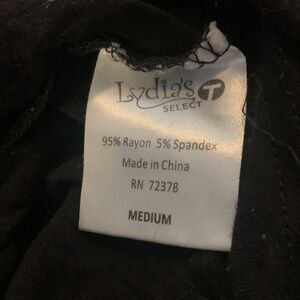 Lydia's T
SELECT
95% Rayon 5% Spandex
Made in China
RN 72378
MEDIUM